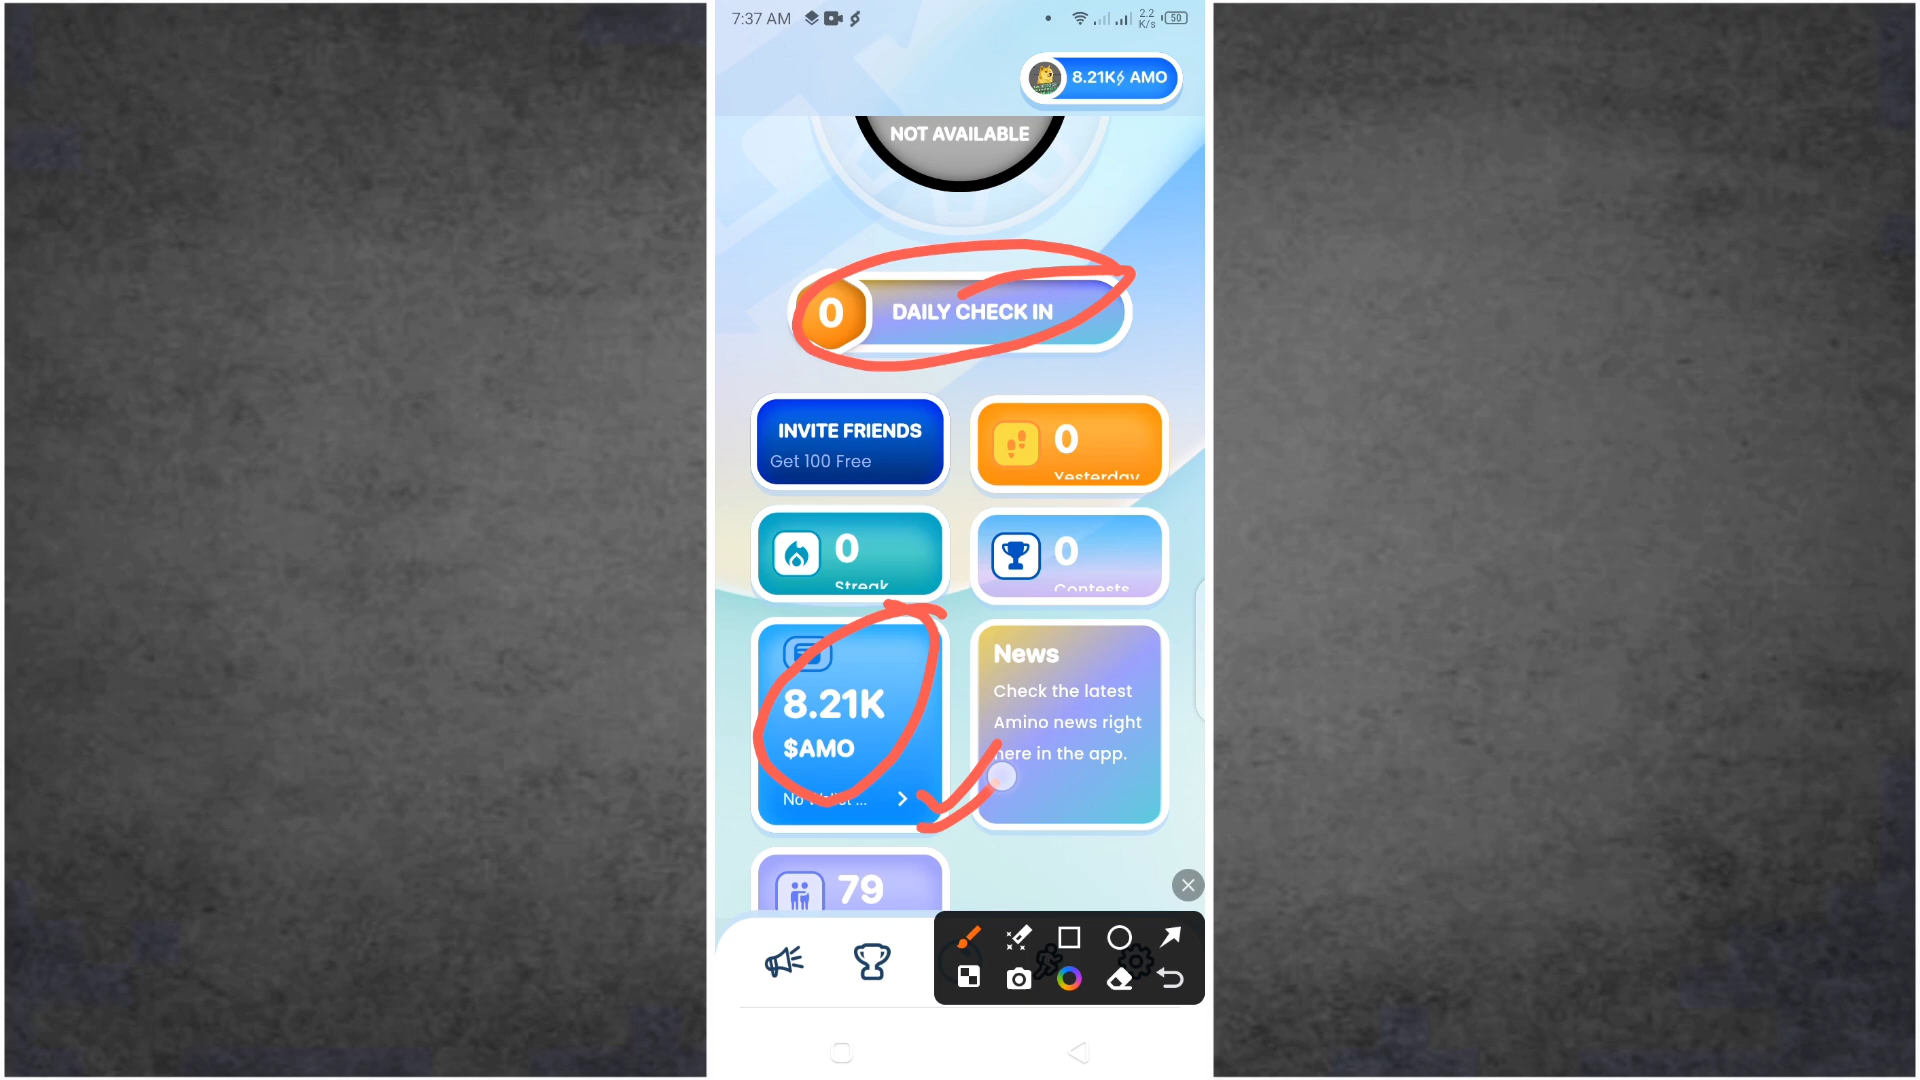 7:37 AM
2.2
K/s
50
8.21K AMO
NOT AVAILABLE
0
DAILY CHECK IN
INVITE FRIENDS
Get 100 Free
0
Yesterday
0
Streak
0
Contests
8.21K
$AMO
No Wallet ...
News
Check the latest
Amino news right
here in the app.
79